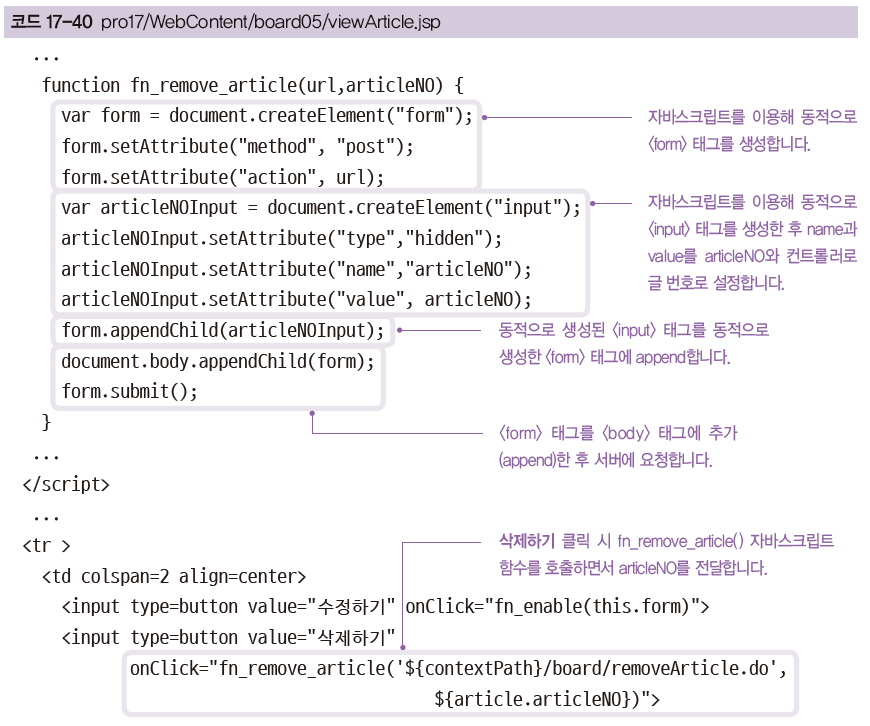 코드 17-40 pro17/WebContent/board05/viewArticle.jsp
...
function fn_remove_article(url,articleNO) {
var form = document.createElement("form");
form.setAttribute("method", "post");
form.setAttribute("action", url);
자바스크립트를 이용해 동적으로
〈form〉 태그를 생성합니다.
var articleNOInput = document.createElement("input");
articleNOInput.setAttribute("type","hidden");
articleNOInput.setAttribute("name","articleNO");
articleNOInput.setAttribute("value", articleNO);
자바스크립트를 이용해 동적으로
〈input〉 태그를 생성한 후 name과
value를 articleNO와 컨트롤러로
글 번호로 설정합니다.
form.appendChild(articleNOInput);
동적으로 생성된 〈input〉 태그를 동적으로
생성한 〈form〉 태그에 append합니다.
document.body.appendChild(form);
form.submit();
}
〈form〉 태그를 〈body〉 태그에 추가
(append)한 후 서버에 요청합니다.
...
</script>
...
<tr >
<td colspan=2 align=center>
삭제하기 클릭 시 fn_remove_article() 자바스크립트
함수를 호출하면서 articleNO를 전달합니다.
<input type=button value="수정하기" onClick="fn_enable(this.form)">
<input type=button value="삭제하기"
onClick="fn_remove_article('${contextPath}/board/removeArticle.do',
${article.articleNO})">